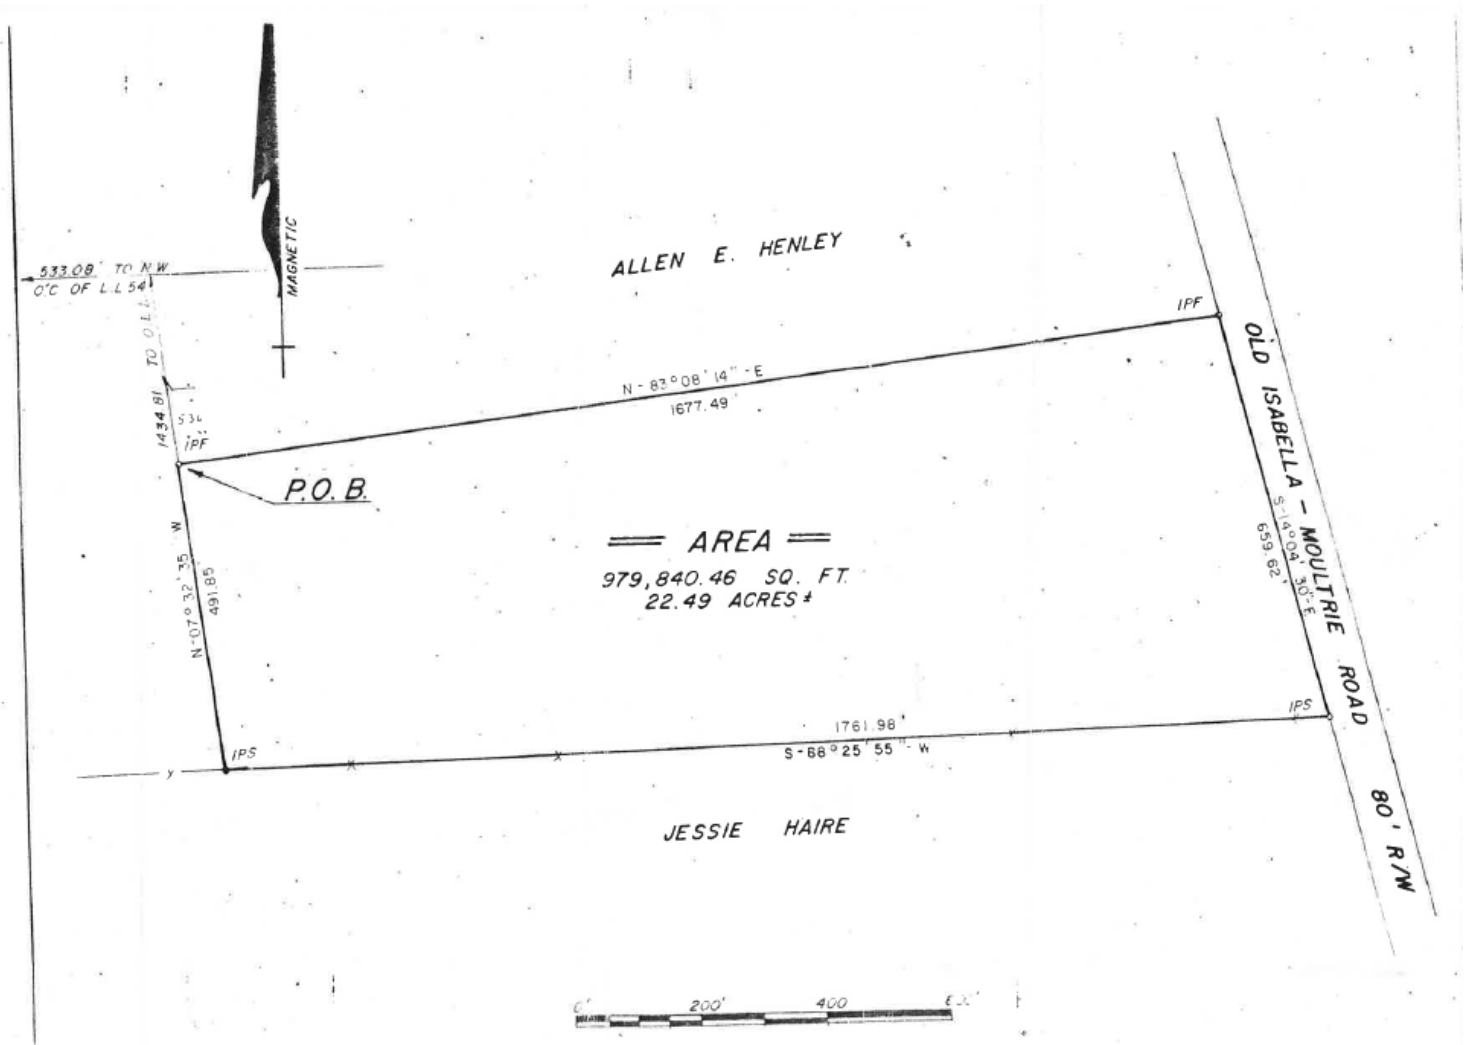 MAGNETIC
533.08' TO N W
O'C OF L.L 54
1434.81 TO O.L.L
ALLEN E. HENLEY
IPF
IPF
N-83°08'14"-E
1677.49'
P.O.B.
OLD ISABELLA - MOULTRIE ROAD
80' R/W
S-14°04'30"-E
659.62'
AREA
979,840.46 SQ. FT.
22.49 ACRES±
N-07°32'35 W
491.85
IPS
IPS
1761.98'
S-88°25'55"-W
JESSIE HAIRE
0' 200' 400